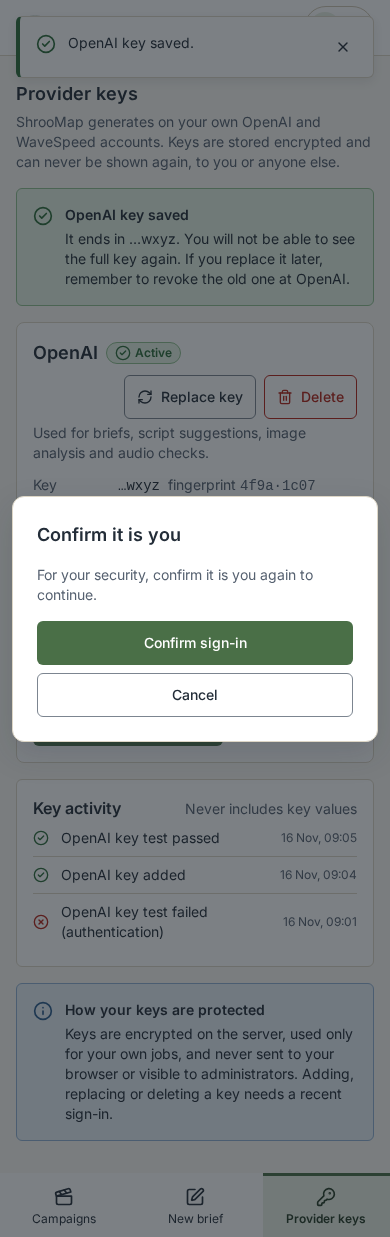 OpenAI key saved.
Provider keys
ShrooMap generates on your own OpenAI and
WaveSpeed accounts. Keys are stored encrypted and
can never be shown again, to you or anyone else.
OpenAI key saved
It ends in …wxyz. You will not be able to see
the full key again. If you replace it later,
remember to revoke the old one at OpenAI.
OpenAI Active
Replace key Delete
Used for briefs, script suggestions, image
analysis and audio checks.
Key …wxyz fingerprint 4f9a·1c07
Confirm it is you
For your security, confirm it is you again to
continue.
Confirm sign-in
Cancel
Key activity Never includes key values
OpenAI key test passed 16 Nov, 09:05
OpenAI key added 16 Nov, 09:04
OpenAI key test failed
(authentication) 16 Nov, 09:01
How your keys are protected
Keys are encrypted on the server, used only
for your own jobs, and never sent to your
browser or visible to administrators. Adding,
replacing or deleting a key needs a recent
sign-in.
Campaigns New brief Provider keys